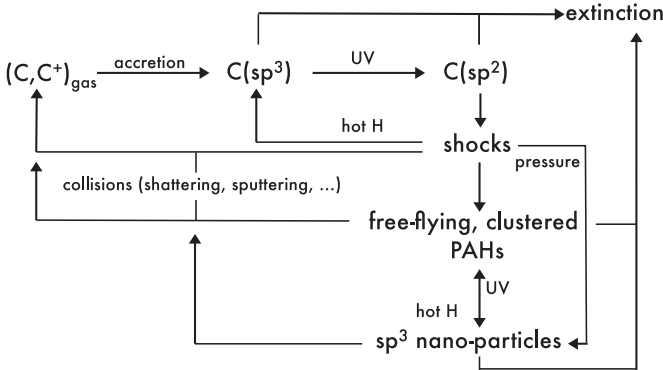 extinction
(C,C⁺)gas
accretion
C(sp³)
UV
C(sp²)
hot H
shocks
pressure
collisions (shattering, sputtering, ...)
free-flying, clustered
PAHs
UV
hot H
sp³ nano-particles